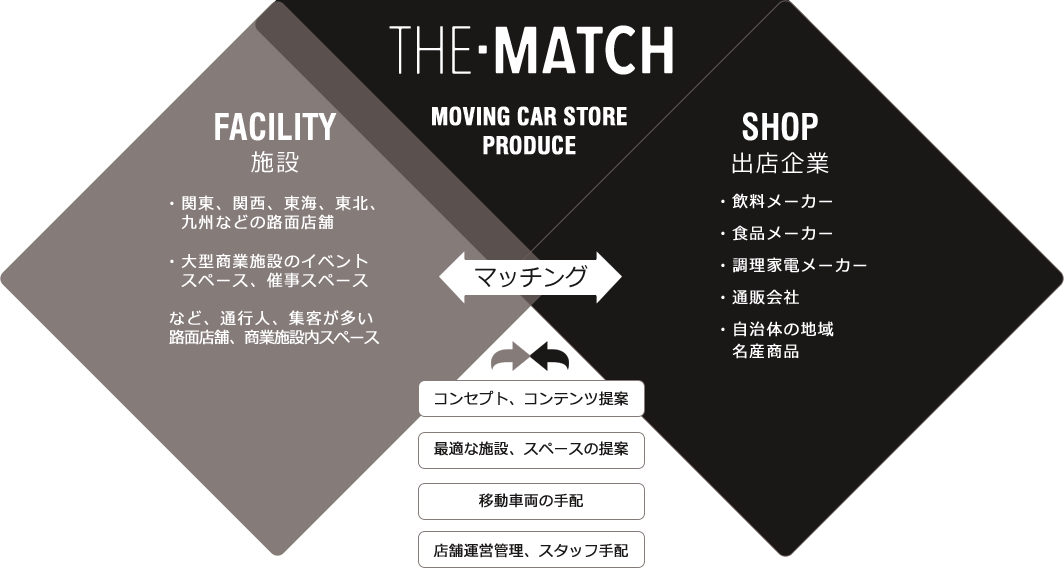 THE・MATCH
MOVING CAR STORE
PRODUCE
FACILITY
施設
・関東、関西、東海、東北、
九州などの路面店舗
・大型商業施設のイベント
スペース、催事スペース
など、通行人、集客が多い
路面店舗、商業施設内スペース
マッチング
SHOP
出店企業
・飲料メーカー
・食品メーカー
・調理家電メーカー
・通販会社
・自治体の地域
名産商品
コンセプト、コンテンツ提案
最適な施設、スペースの提案
移動車両の手配
店舗運営管理、スタッフ手配